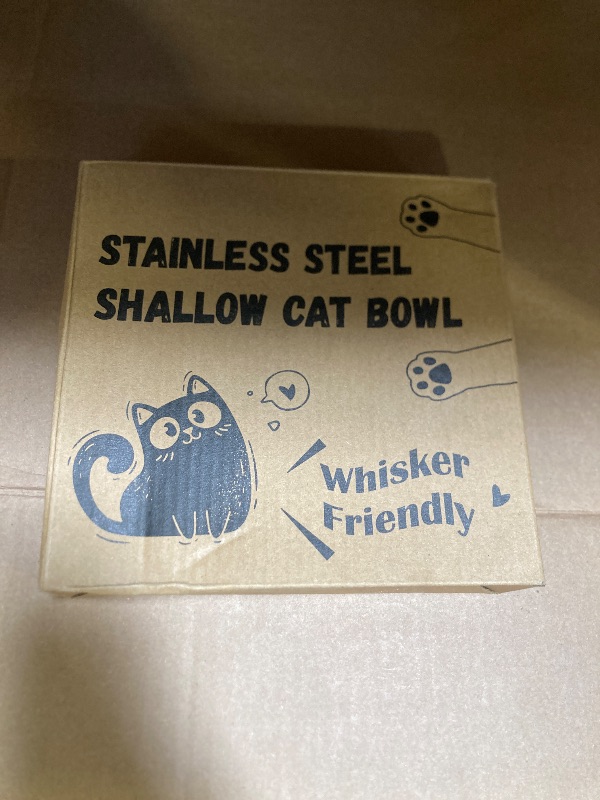 STAINLESS STEEL
SHALLOW CAT BOWL
Whisker
Friendly